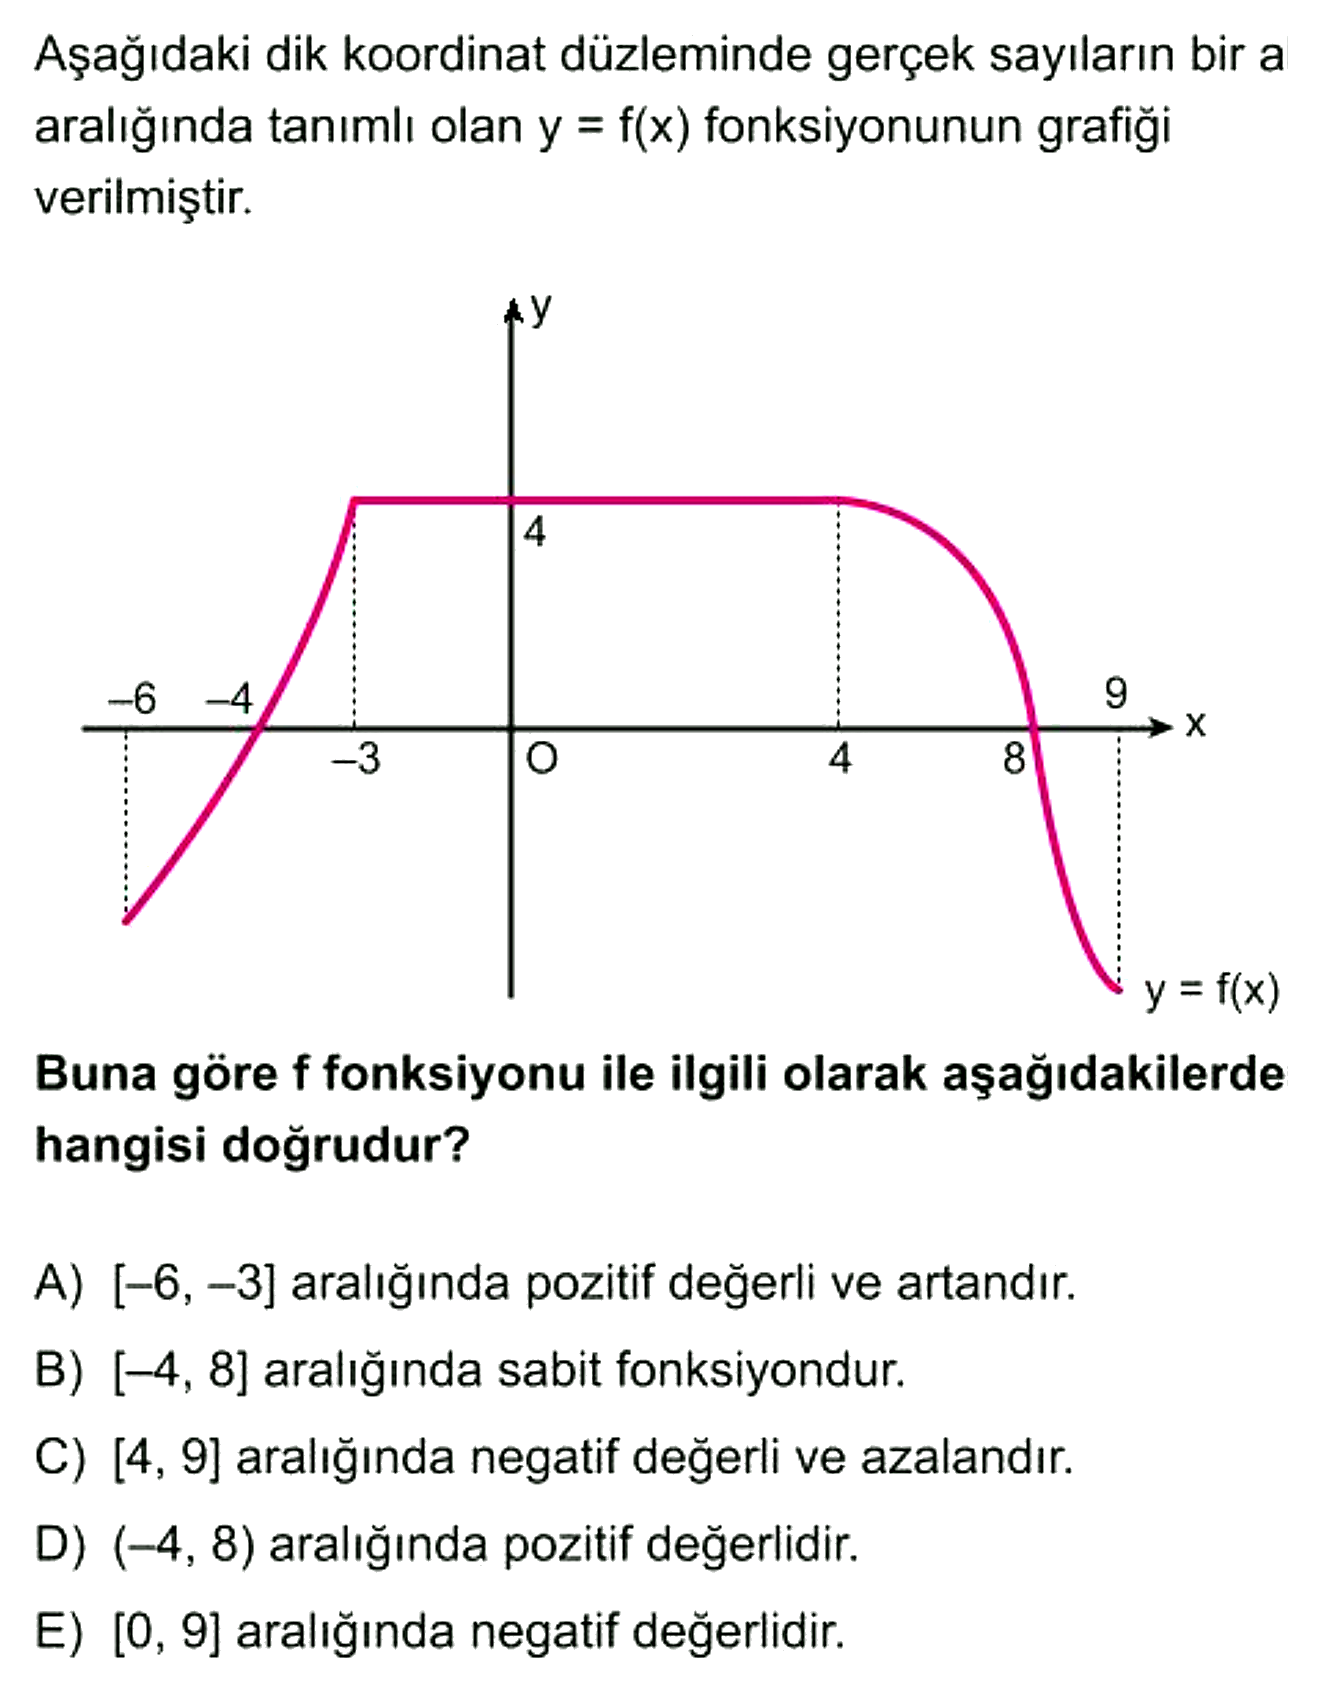 Aşağıdaki dik koordinat düzleminde gerçek sayıların bir a
aralığında tanımlı olan y = f(x) fonksiyonunun grafiği
verilmiştir.
y
4
–6 –4 9
x
–3 O 4 8
y = f(x)
Buna göre f fonksiyonu ile ilgili olarak aşağıdakilerde
hangisi doğrudur?
A) [–6, –3] aralığında pozitif değerli ve artandır.
B) [–4, 8] aralığında sabit fonksiyondur.
C) [4, 9] aralığında negatif değerli ve azalandır.
D) (–4, 8) aralığında pozitif değerlidir.
E) [0, 9] aralığında negatif değerlidir.